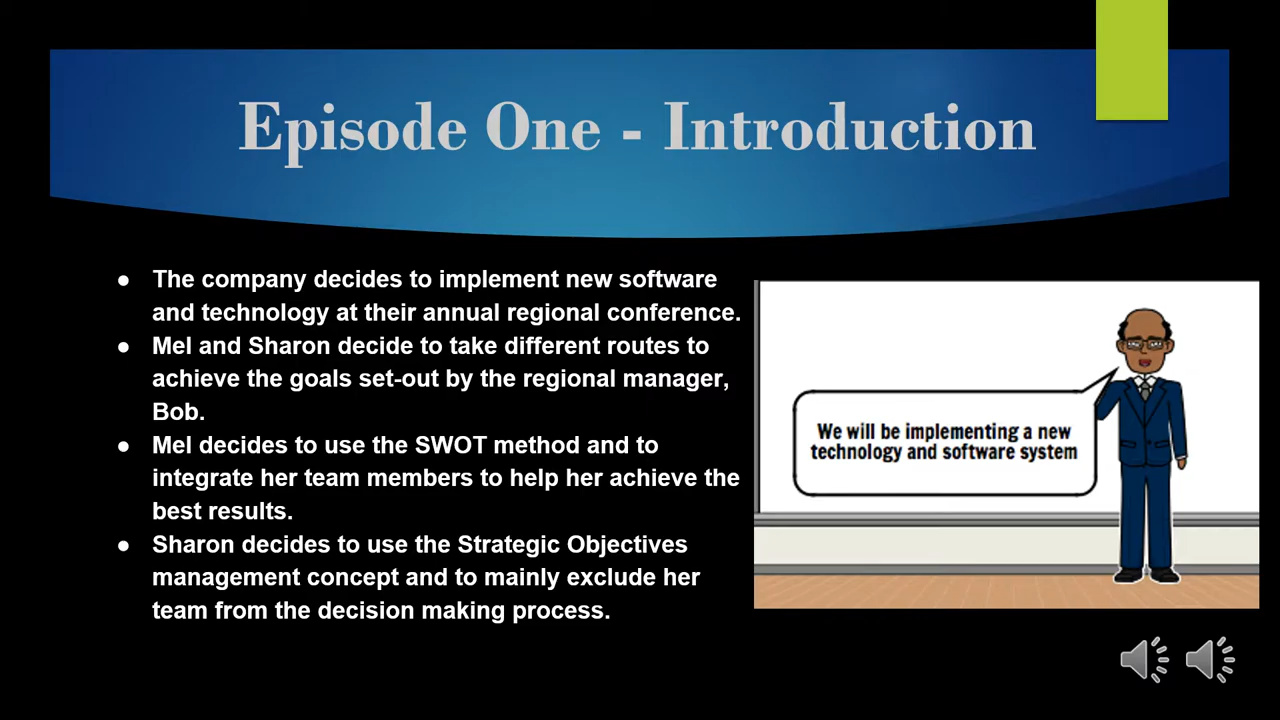 Episode One - Introduction
● The company decides to implement new software
and technology at their annual regional conference.
● Mel and Sharon decide to take different routes to
achieve the goals set-out by the regional manager,
Bob.
● Mel decides to use the SWOT method and to
integrate her team members to help her achieve the
best results.
● Sharon decides to use the Strategic Objectives
management concept and to mainly exclude her
team from the decision making process.
We will be implementing a new
technology and software system